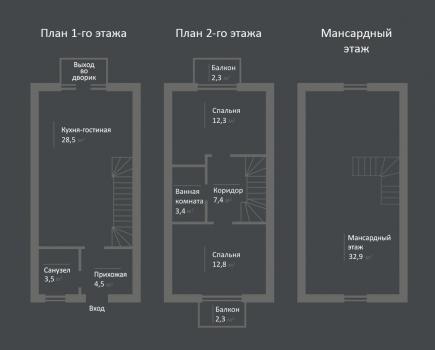 План 1-го этажа
План 2-го этажа
Мансардный
этаж
Выход
во
дворик
Кухня-гостиная
28,5 м²
Санузел
3,5 м²
Прихожая
4,5 м²
Вход
Балкон
2,3 м²
Спальня
12,3 м²
Ванная
комната
3,4 м²
Коридор
7,4 м²
Спальня
12,8 м²
Балкон
2,3 м²
Мансардный
этаж
32,9 м²